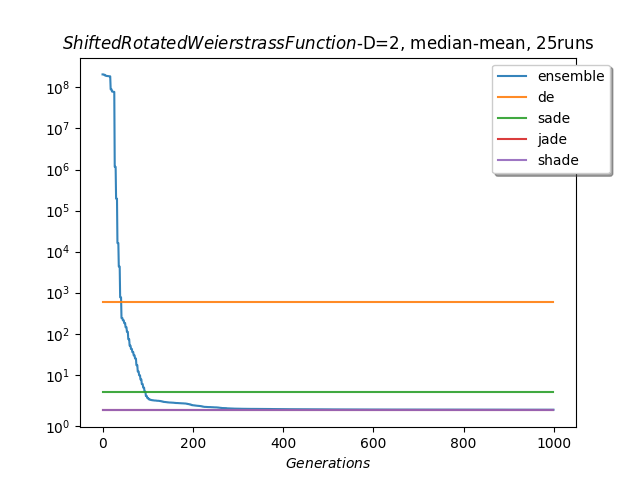 ShiftedRotatedWeierstrassFunction-D=2, median-mean, 25runs
ensemble
de
sade
jade
shade
10^8
10^7
10^6
10^5
10^4
10^3
10^2
10^1
10^0
0 200 400 600 800 1000
Generations